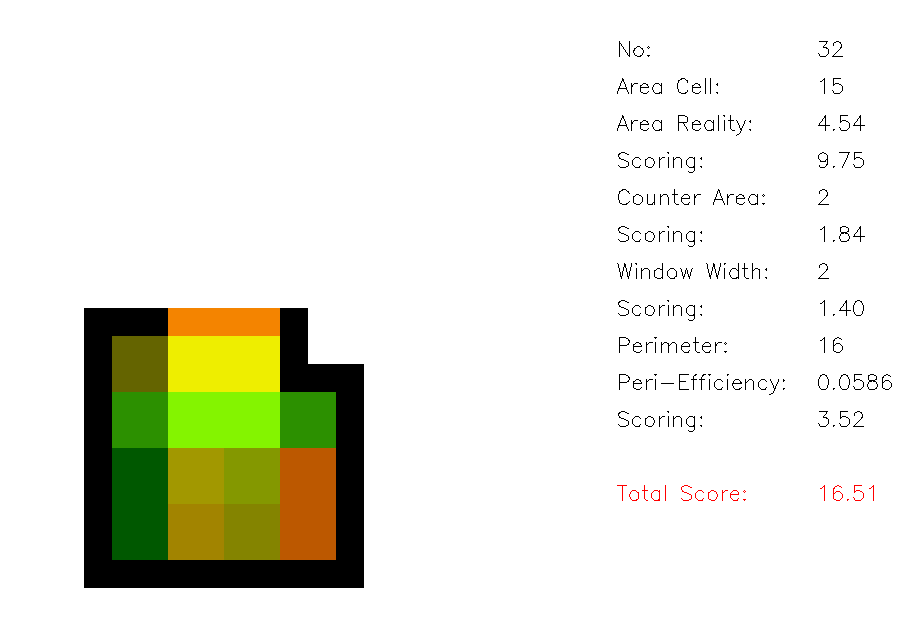 No: 32
Area Cell: 15
Area Reality: 4.54
Scoring: 9.75
Counter Area: 2
Scoring: 1.84
Window Width: 2
Scoring: 1.40
Perimeter: 16
Peri-Efficiency: 0.0586
Scoring: 3.52
Total Score: 16.51